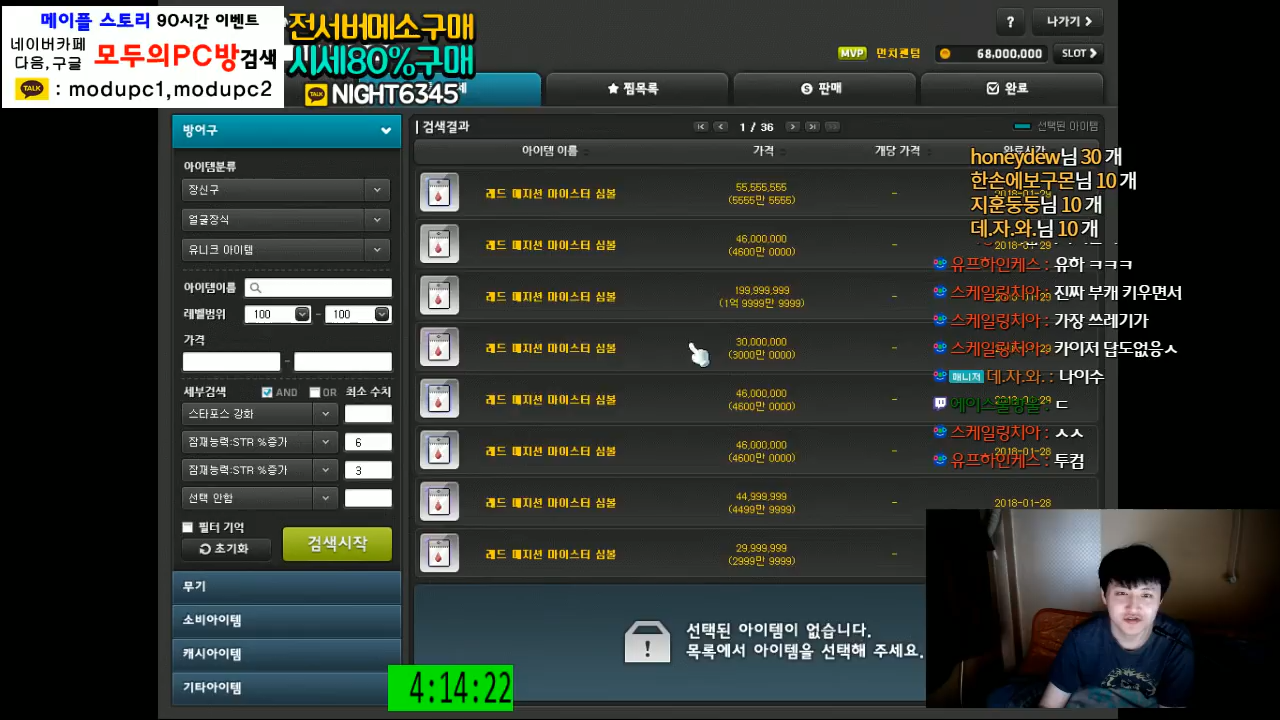 메이플 스토리 90시간 이벤트
네이버카페
다음,구글 모두의PC방검색
TALK : modupc1,modupc2
전서버메소구매
시세80%구매
TALK NIGHT6345
? 나가기
MVP 먼치켄텀 68,000,000 SLOT
★ 찜목록
판매
완료
방어구
아이템분류
장신구
얼굴장식
유니크 아이템
아이템이름
레벨범위 100 - 100
가격
-
세부검색 AND OR 최소 수치
스타포스 강화
잠재능력:STR %증가 6
잠재능력:STR %증가 3
선택 안함
필터 기억
초기화
검색시작
무기
소비아이템
캐시아이템
기타아이템
검색결과 1 / 36 선택된 아이템
아이템 이름 가격 개당 가격
레드 매지션 마이스터 심볼 55,555,555 -
(5555만 5555)
레드 매지션 마이스터 심볼 46,000,000 - 2018-01-29
(4600만 0000)
레드 매지션 마이스터 심볼 199,999,999 -
(1억 9999만 9999)
레드 매지션 마이스터 심볼 30,000,000 -
(3000만 0000)
레드 매지션 마이스터 심볼 46,000,000 -
(4600만 0000)
레드 매지션 마이스터 심볼 46,000,000 -
(4600만 0000)
레드 매지션 마이스터 심볼 44,999,999 - 2018-01-28
(4499만 9999)
레드 매지션 마이스터 심볼 29,999,999 -
(2999만 9999)
선택된 아이템이 없습니다.
목록에서 아이템을 선택해 주세요.
4:14:22
honeydew님 30 개
한손에보구몬님 10 개
지훈둥둥님 10 개
데.자.와.님 10 개
유프하인케스 : 유하 ㅋㅋㅋ
스케일링치아 : 진짜 부캐 키우면서
스케일링치아 : 가장 쓰레기가
스케일링치아 : 카이저 답도없응ㅅ
매니저 데.자.와. : 나이수
: ㄷ
스케일링치아 : ㅅㅅ
유프하인케스 : 투컴